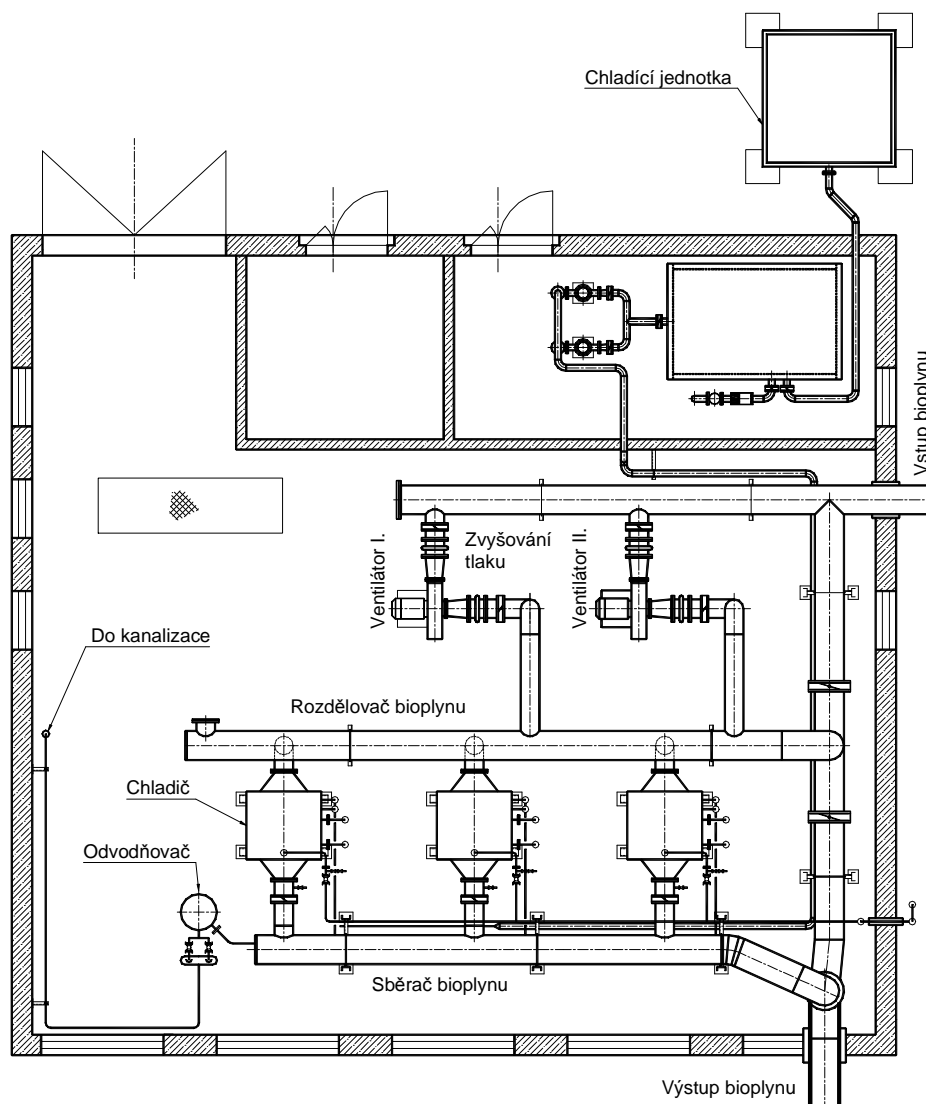 Chladící jednotka
Vstup bioplynu
Ventilátor I.
Zvyšování
tlaku
Ventilátor II.
Do kanalizace
Rozdělovač bioplynu
Chladič
Odvodňovač
Sběrač bioplynu
Výstup bioplynu